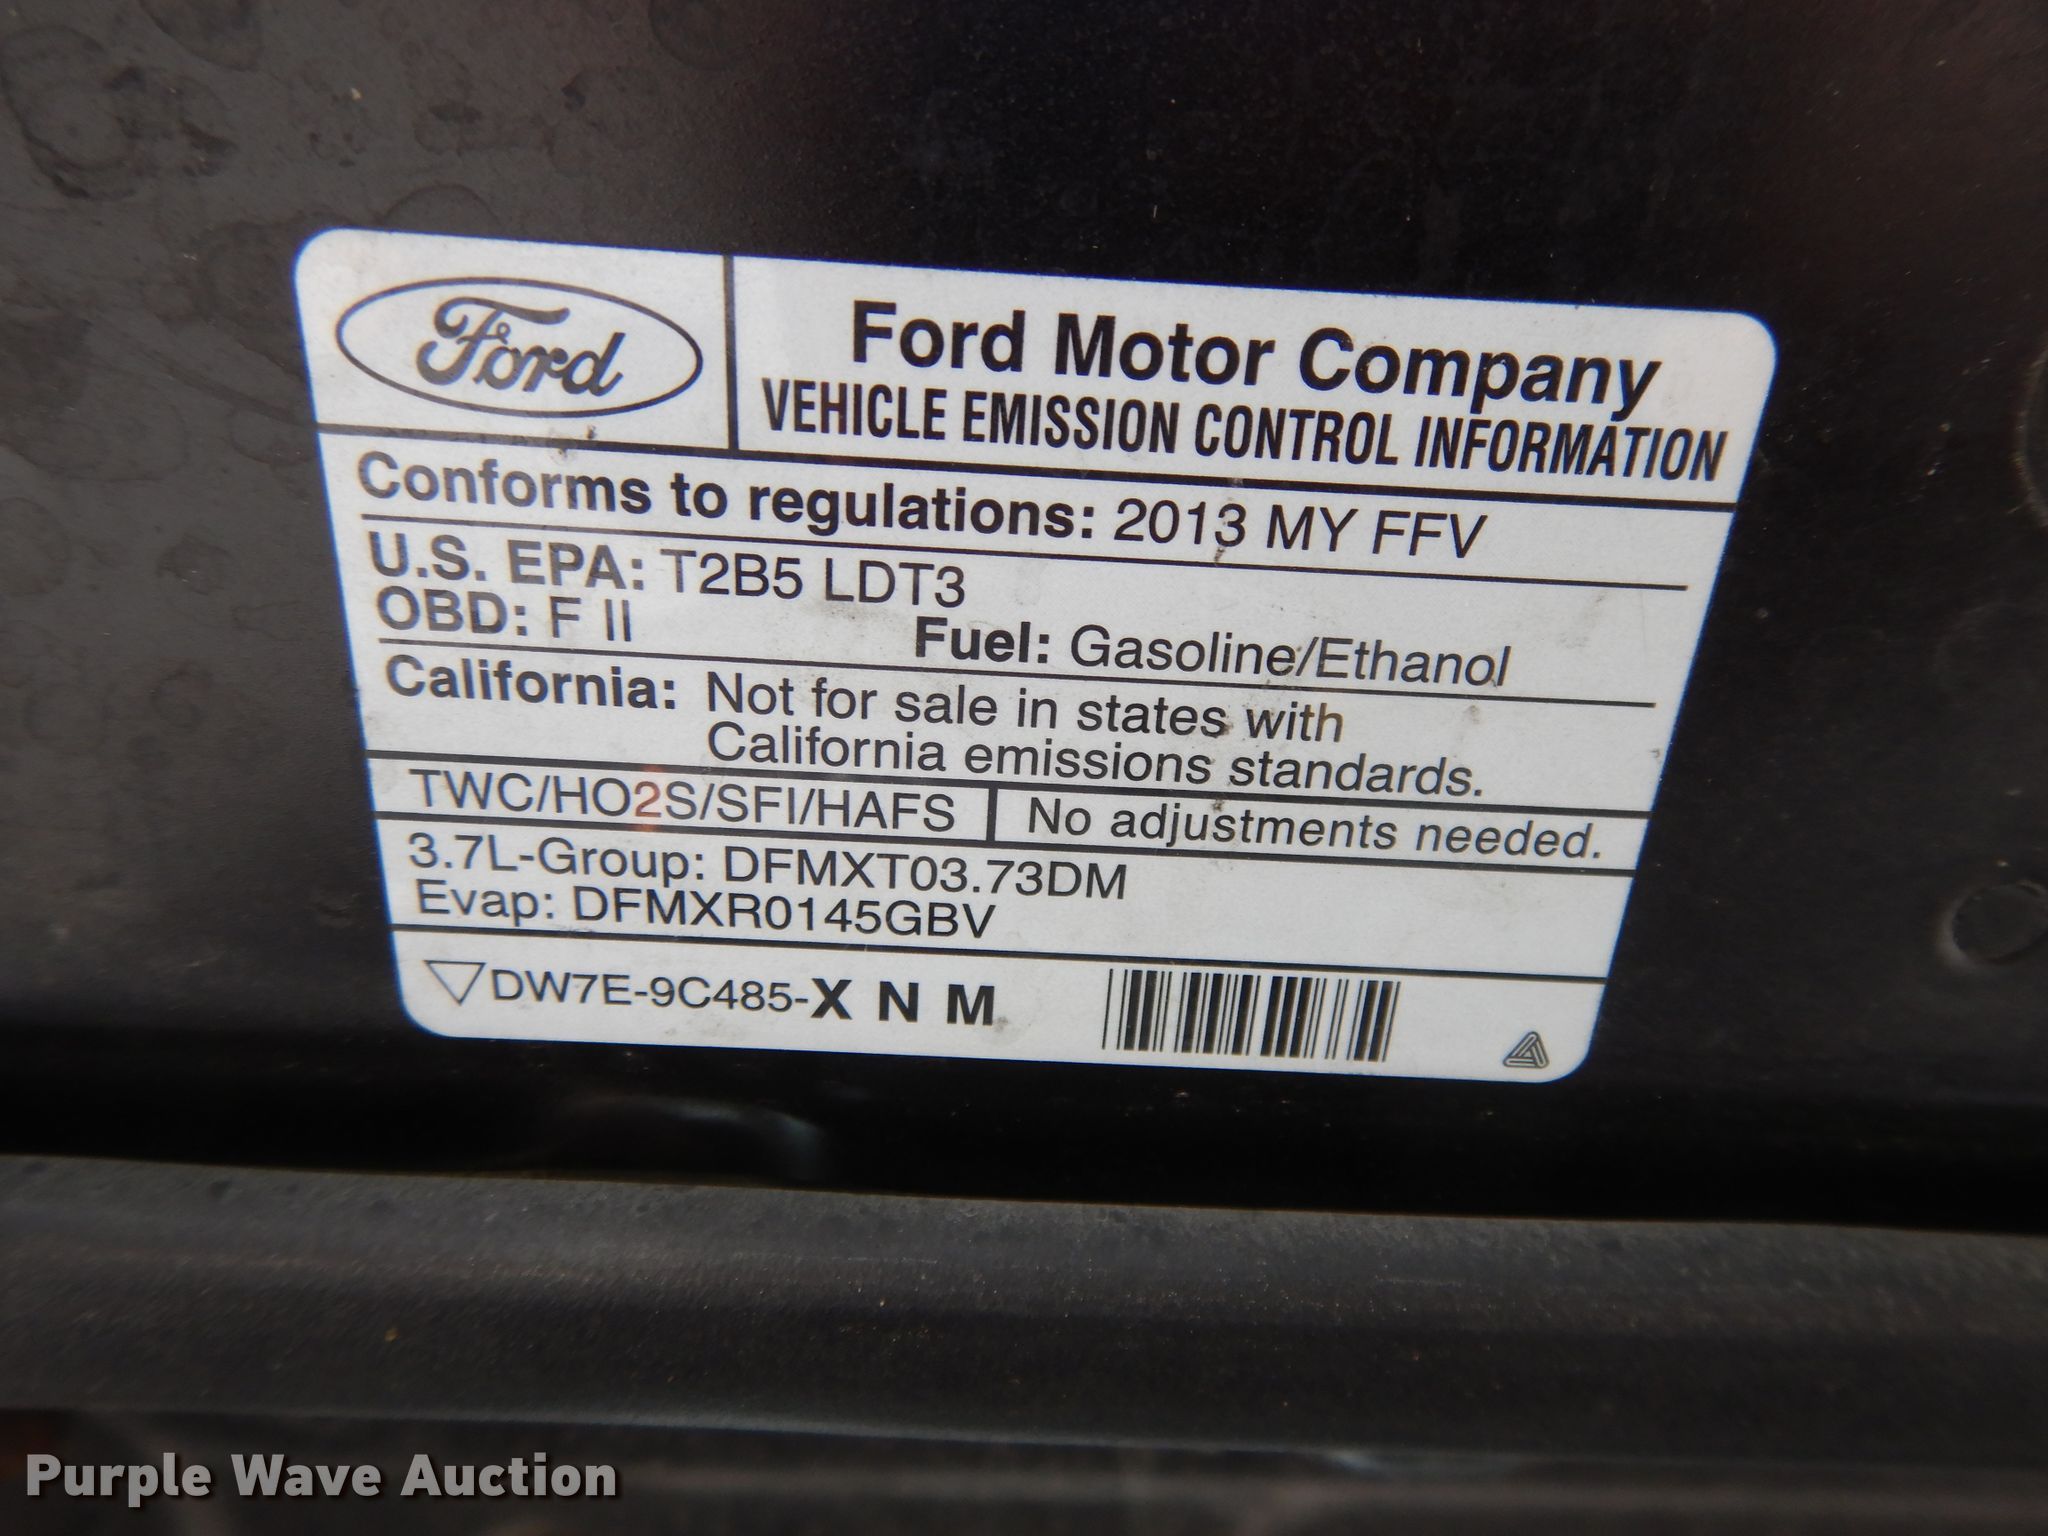 Ford
Ford Motor Company
VEHICLE EMISSION CONTROL INFORMATION
Conforms to regulations: 2013 MY FFV
U.S. EPA: T2B5 LDT3
OBD: F II
Fuel: Gasoline/Ethanol
California: Not for sale in states with
California emissions standards.
TWC/HO2S/SFI/HAFS
No adjustments needed.
3.7L-Group: DFMXT03.73DM
Evap: DFMXR0145GBV
DW7E-9C485-X N M
Purple Wave Auction